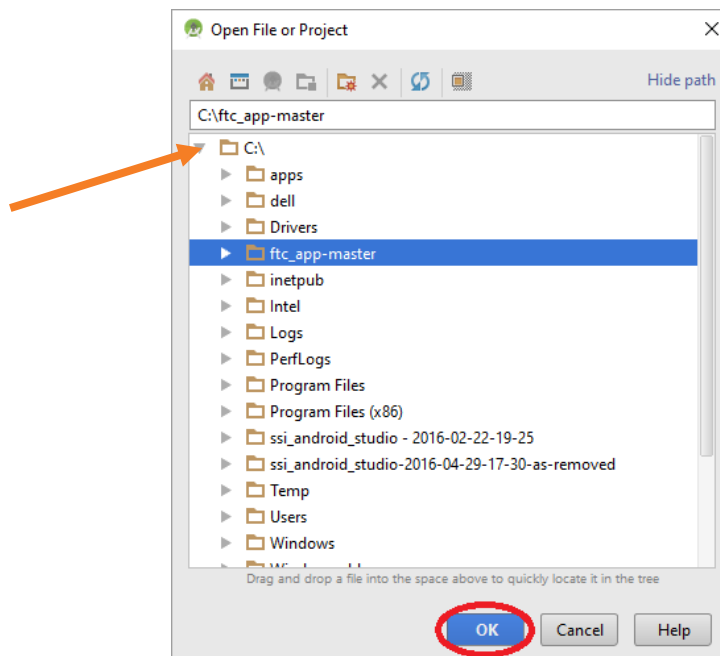 Open File or Project
Hide path
C:\ftc_app-master
C:\
apps
dell
Drivers
ftc_app-master
inetpub
Intel
Logs
PerfLogs
Program Files
Program Files (x86)
ssi_android_studio - 2016-02-22-19-25
ssi_android_studio-2016-04-29-17-30-as-removed
Temp
Users
Windows
Drag and drop a file into the space above to quickly locate it in the tree
OK Cancel Help